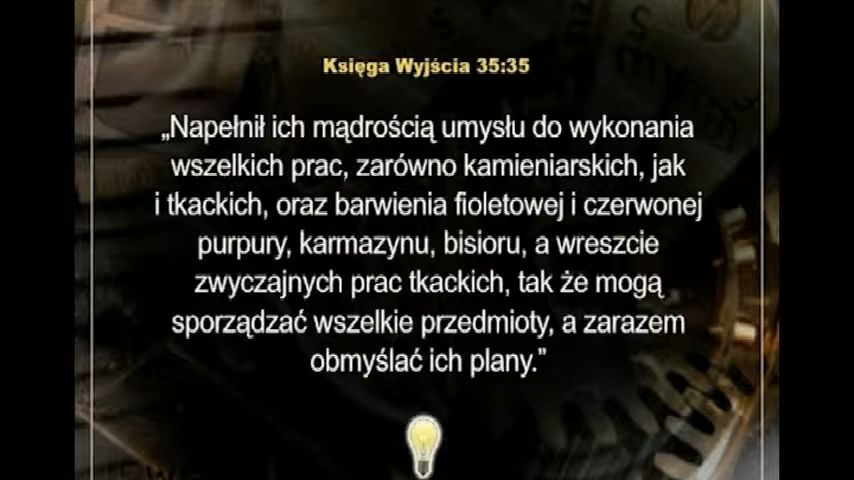 Księga Wyjścia 35:35
„Napełnił ich mądrością umysłu do wykonania
wszelkich prac, zarówno kamieniarskich, jak
i tkackich, oraz barwienia fioletowej i czerwonej
purpury, karmazynu, bisioru, a wreszcie
zwyczajnych prac tkackich, tak że mogą
sporządzać wszelkie przedmioty, a zarazem
obmyślać ich plany.”